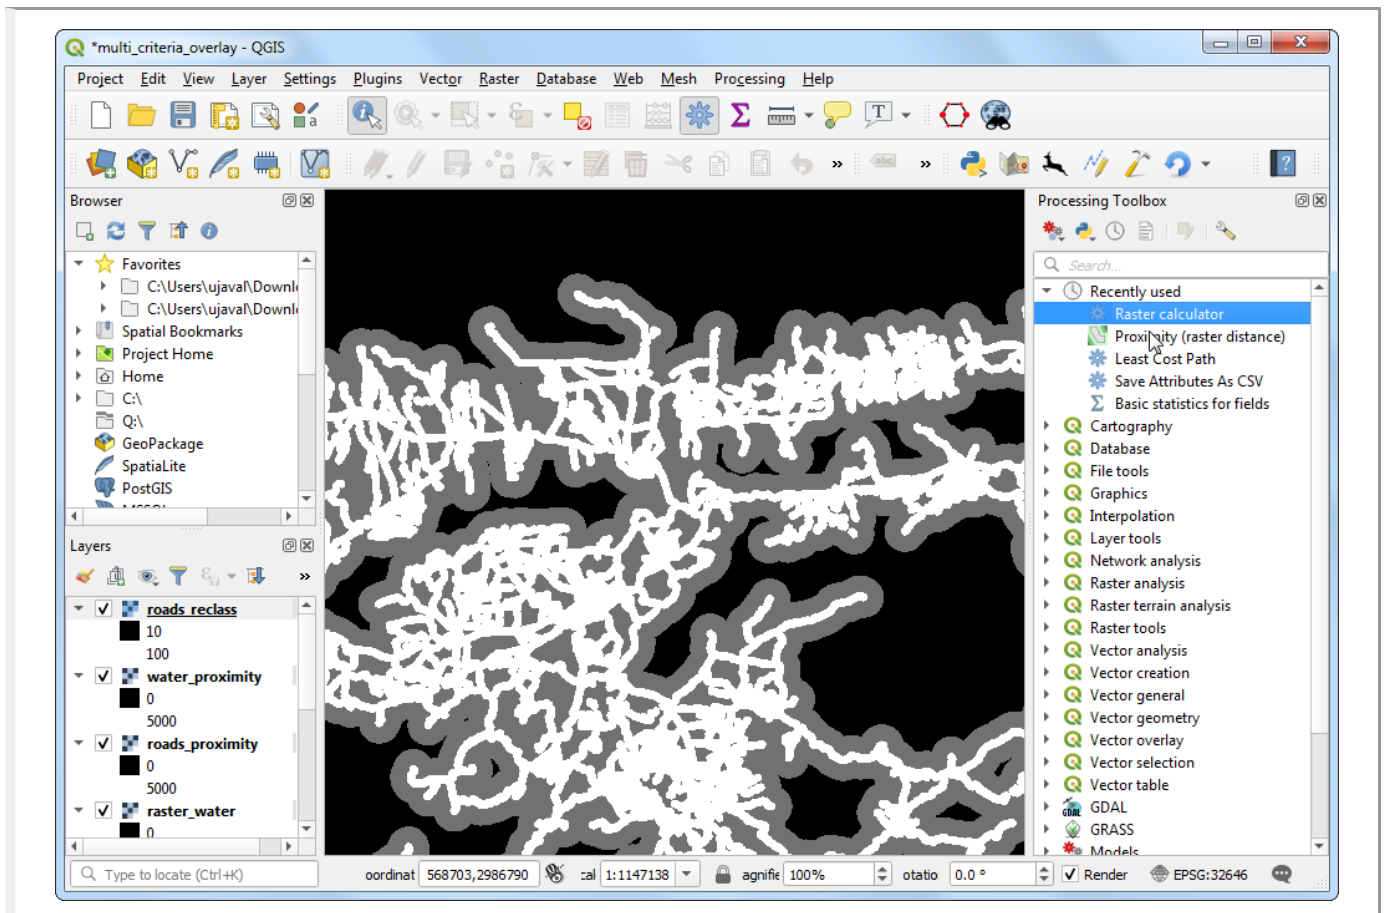 *multi_criteria_overlay - QGIS
Project Edit View Layer Settings Plugins Vector Raster Database Web Mesh Processing Help
Browser
Favorites
C:\Users\ujaval\Downl
C:\Users\ujaval\Downl
Spatial Bookmarks
Project Home
Home
C:\
Q:\
GeoPackage
SpatiaLite
PostGIS
Layers
roads_reclass
10
100
water_proximity
0
5000
roads_proximity
0
5000
raster_water
0
Processing Toolbox
Search...
Recently used
Raster calculator
Proximity (raster distance)
Least Cost Path
Save Attributes As CSV
Basic statistics for fields
Cartography
Database
File tools
Graphics
Interpolation
Layer tools
Network analysis
Raster analysis
Raster terrain analysis
Raster tools
Vector analysis
Vector creation
Vector general
Vector geometry
Vector overlay
Vector selection
Vector table
GDAL
GRASS
Models
Type to locate (Ctrl+K) oordinat 568703,2986790 :al 1:1147138 agnifie 100% otatio 0.0 ° Render EPSG:32646